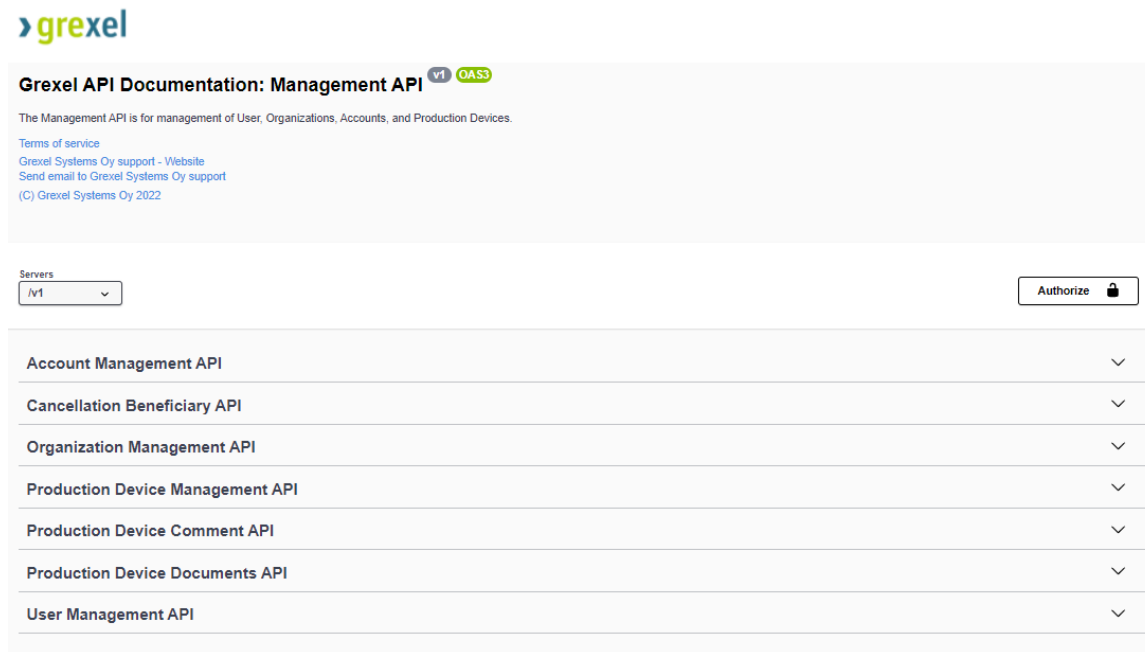 grexel
Grexel API Documentation: Management API v1 OAS3
The Management API is for management of User, Organizations, Accounts, and Production Devices.
Terms of service
Grexel Systems Oy support - Website
Send email to Grexel Systems Oy support
(C) Grexel Systems Oy 2022
Servers
/v1
Authorize
Account Management API
Cancellation Beneficiary API
Organization Management API
Production Device Management API
Production Device Comment API
Production Device Documents API
User Management API